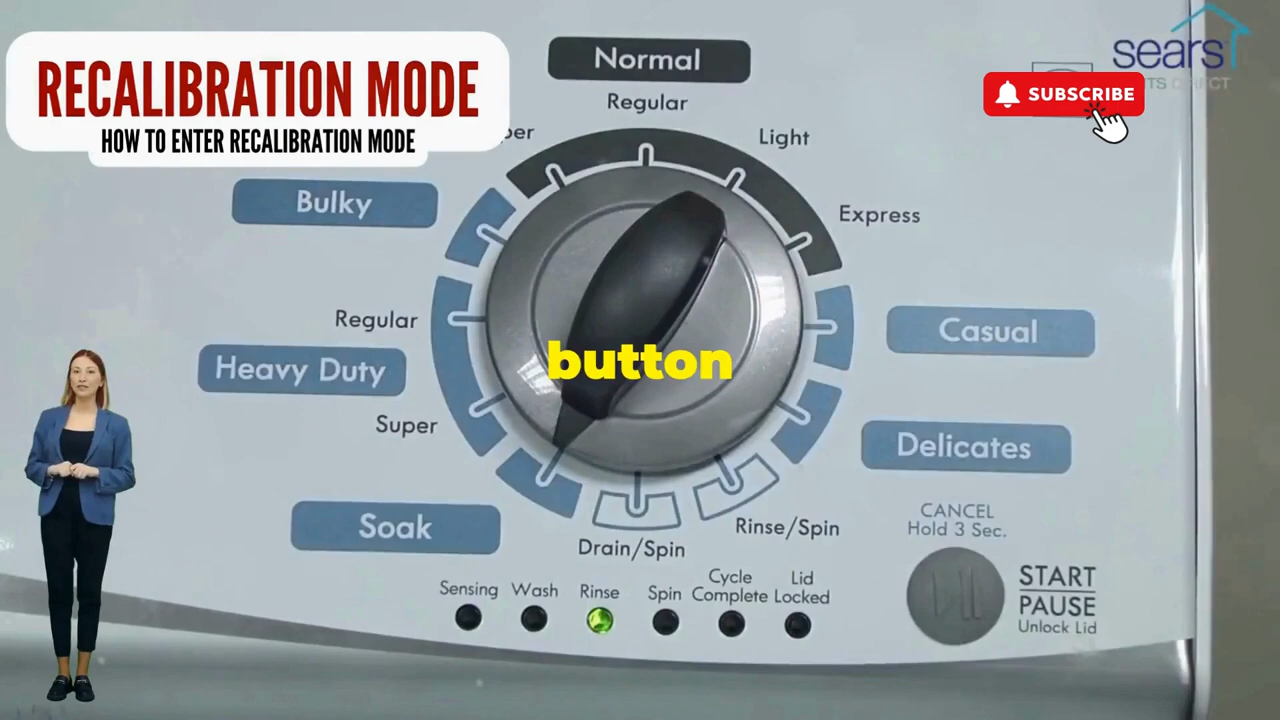 sears
RECALIBRATION MODE
HOW TO ENTER RECALIBRATION MODE
SUBSCRIBE
DIRECT
Normal
Regular
Light
Express
Bulky
Regular
Heavy Duty
Super
Soak
Casual
Delicates
button
Rinse/Spin
Drain/Spin
CANCEL
Hold 3 Sec.
START
PAUSE
Unlock Lid
Sensing
Wash
Rinse
Spin
Cycle
Complete
Lid
Locked